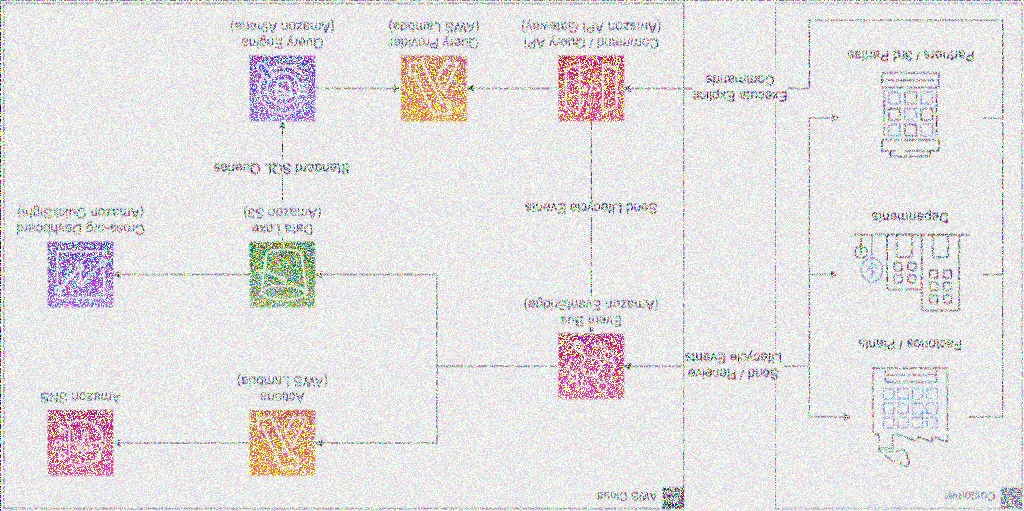 Customer
AWS Cloud
Actions
(AWS Lambda)
Amazon SNS
Factories / Plants
Send / Receive
Lifecycle Events
Event Bus
(Amazon EventBridge)
Departments
Send Lifecycle Events
Data Lake
(Amazon S3)
Cross-org Dashboard
(Amazon QuickSight)
Standard SQL Queries
Partners / 3rd Parties
Execute Explicit
Commands
Command / Query API
(Amazon API Gateway)
Query Provider
(AWS Lambda)
Query Engine
(Amazon Athena)